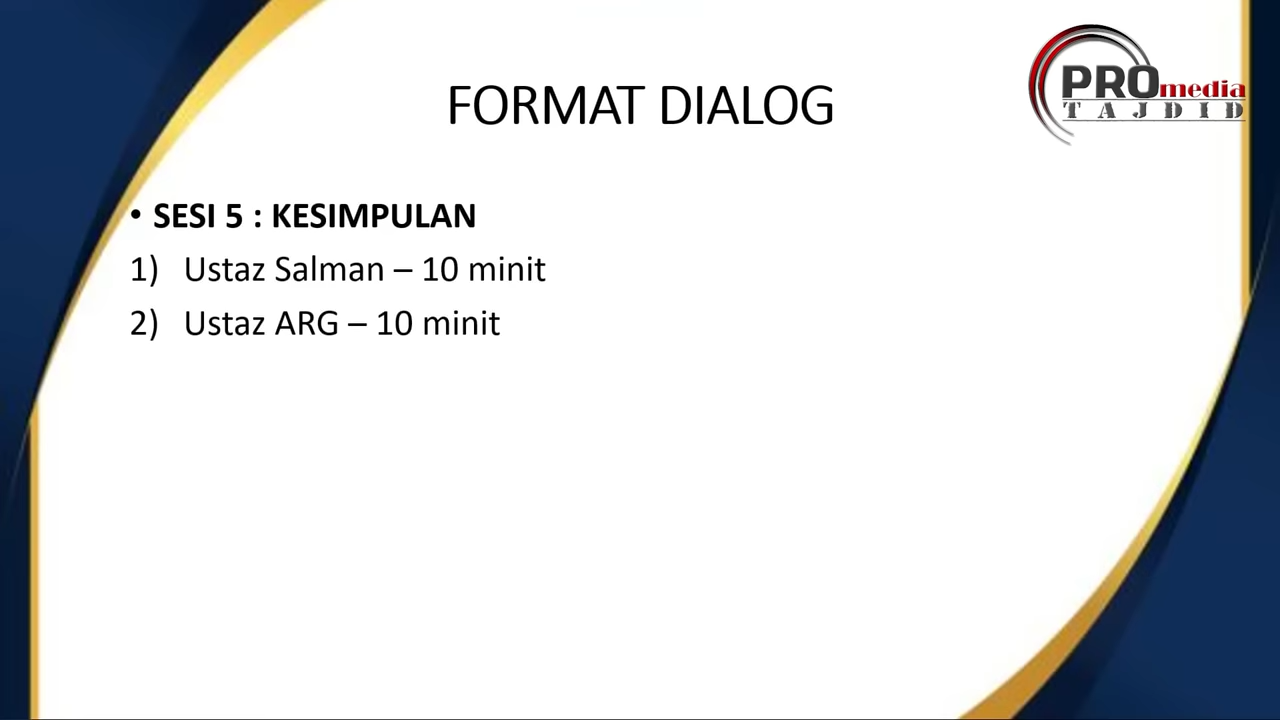 PROmedia
TAJDID
FORMAT DIALOG
• SESI 5 : KESIMPULAN
1) Ustaz Salman – 10 minit
2) Ustaz ARG – 10 minit